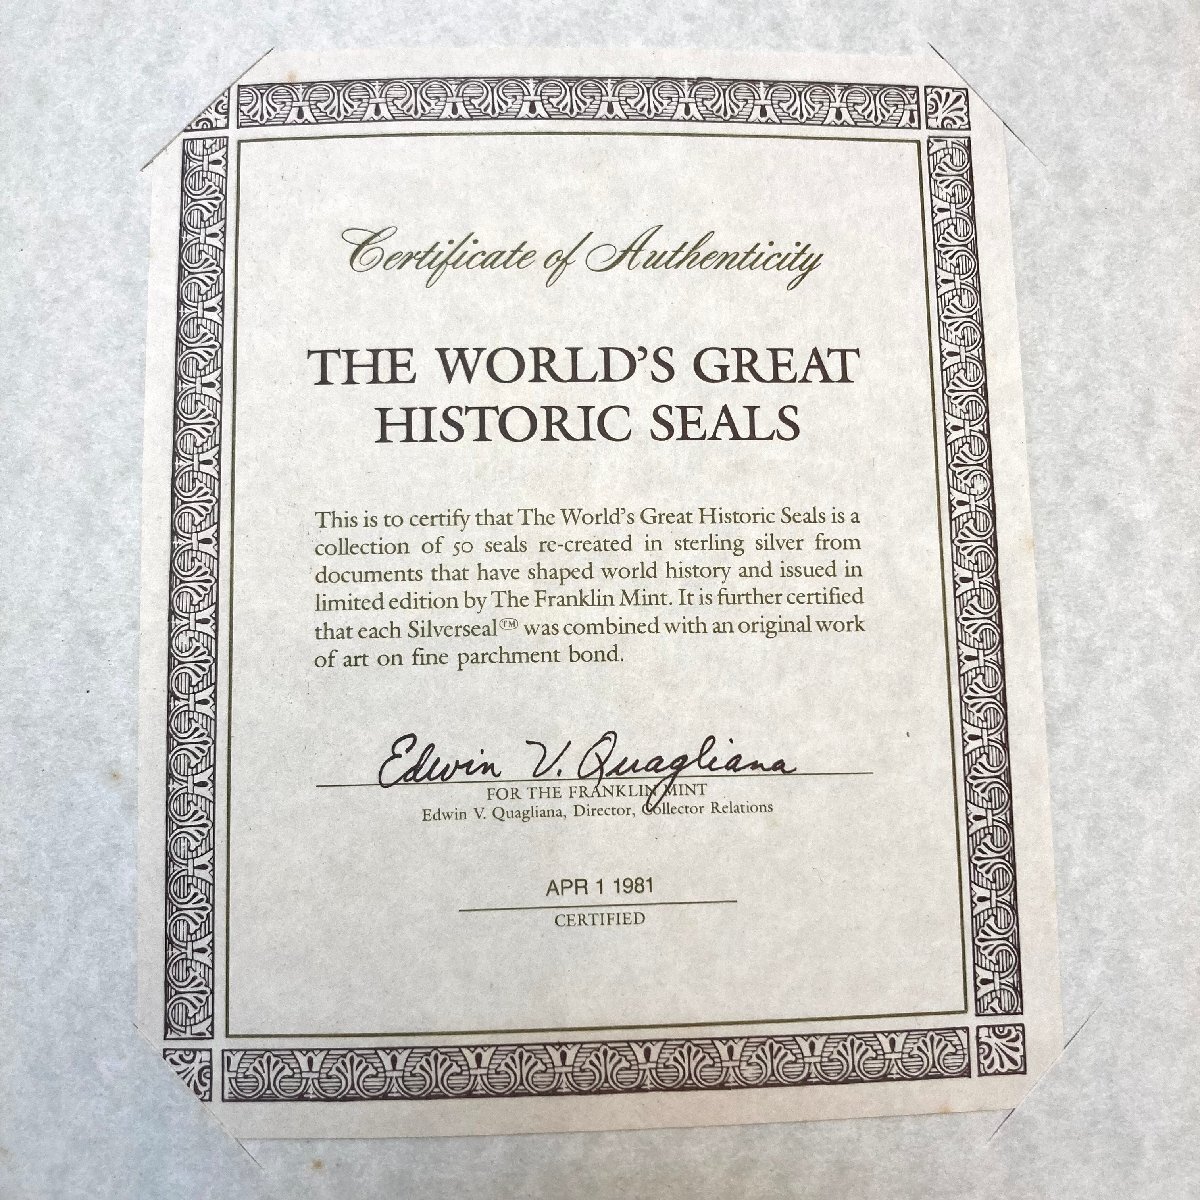 Certificate of Authenticity
THE WORLD'S GREAT
HISTORIC SEALS
This is to certify that The World's Great Historic Seals is a
collection of 50 seals re-created in sterling silver from
documents that have shaped world history and issued in
limited edition by The Franklin Mint. It is further certified
that each Silverseal™ was combined with an original work
of art on fine parchment bond.
Edwin V. Quagliana
FOR THE FRANKLIN MINT
Edwin V. Quagliana, Director, Collector Relations
APR 1 1981
CERTIFIED